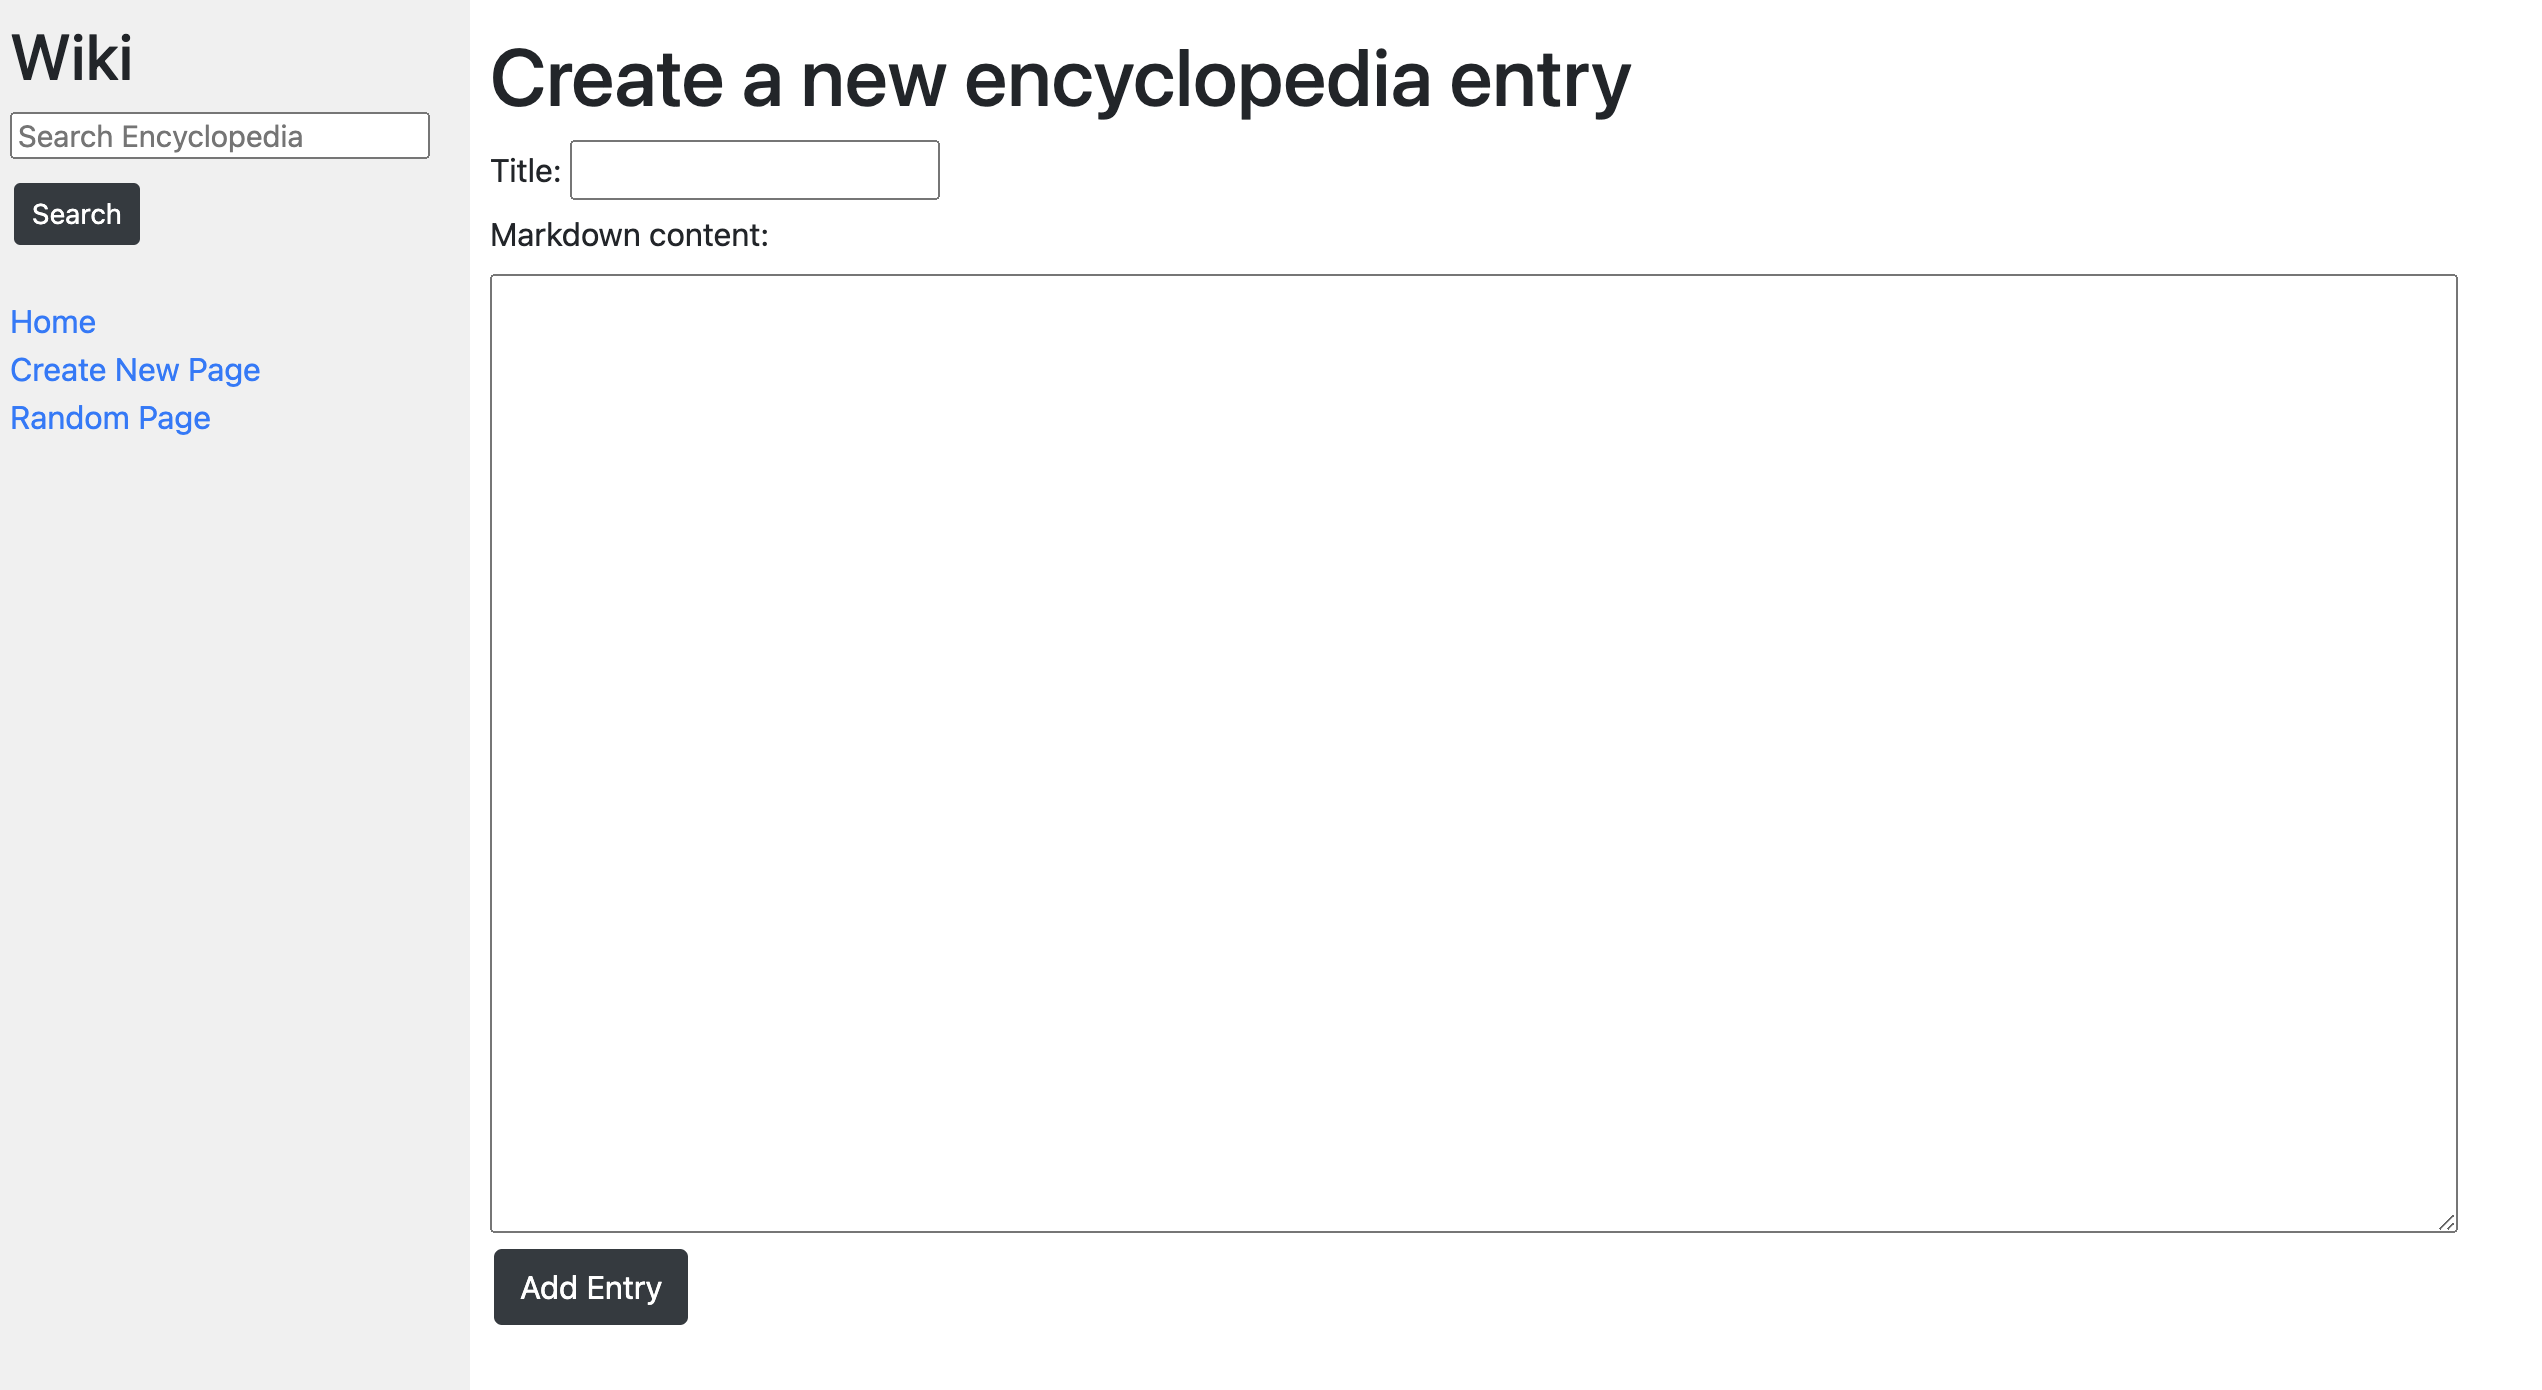 Wiki
Search Encyclopedia
Search
Home
Create New Page
Random Page
Create a new encyclopedia entry
Title:
Markdown content:
Add Entry